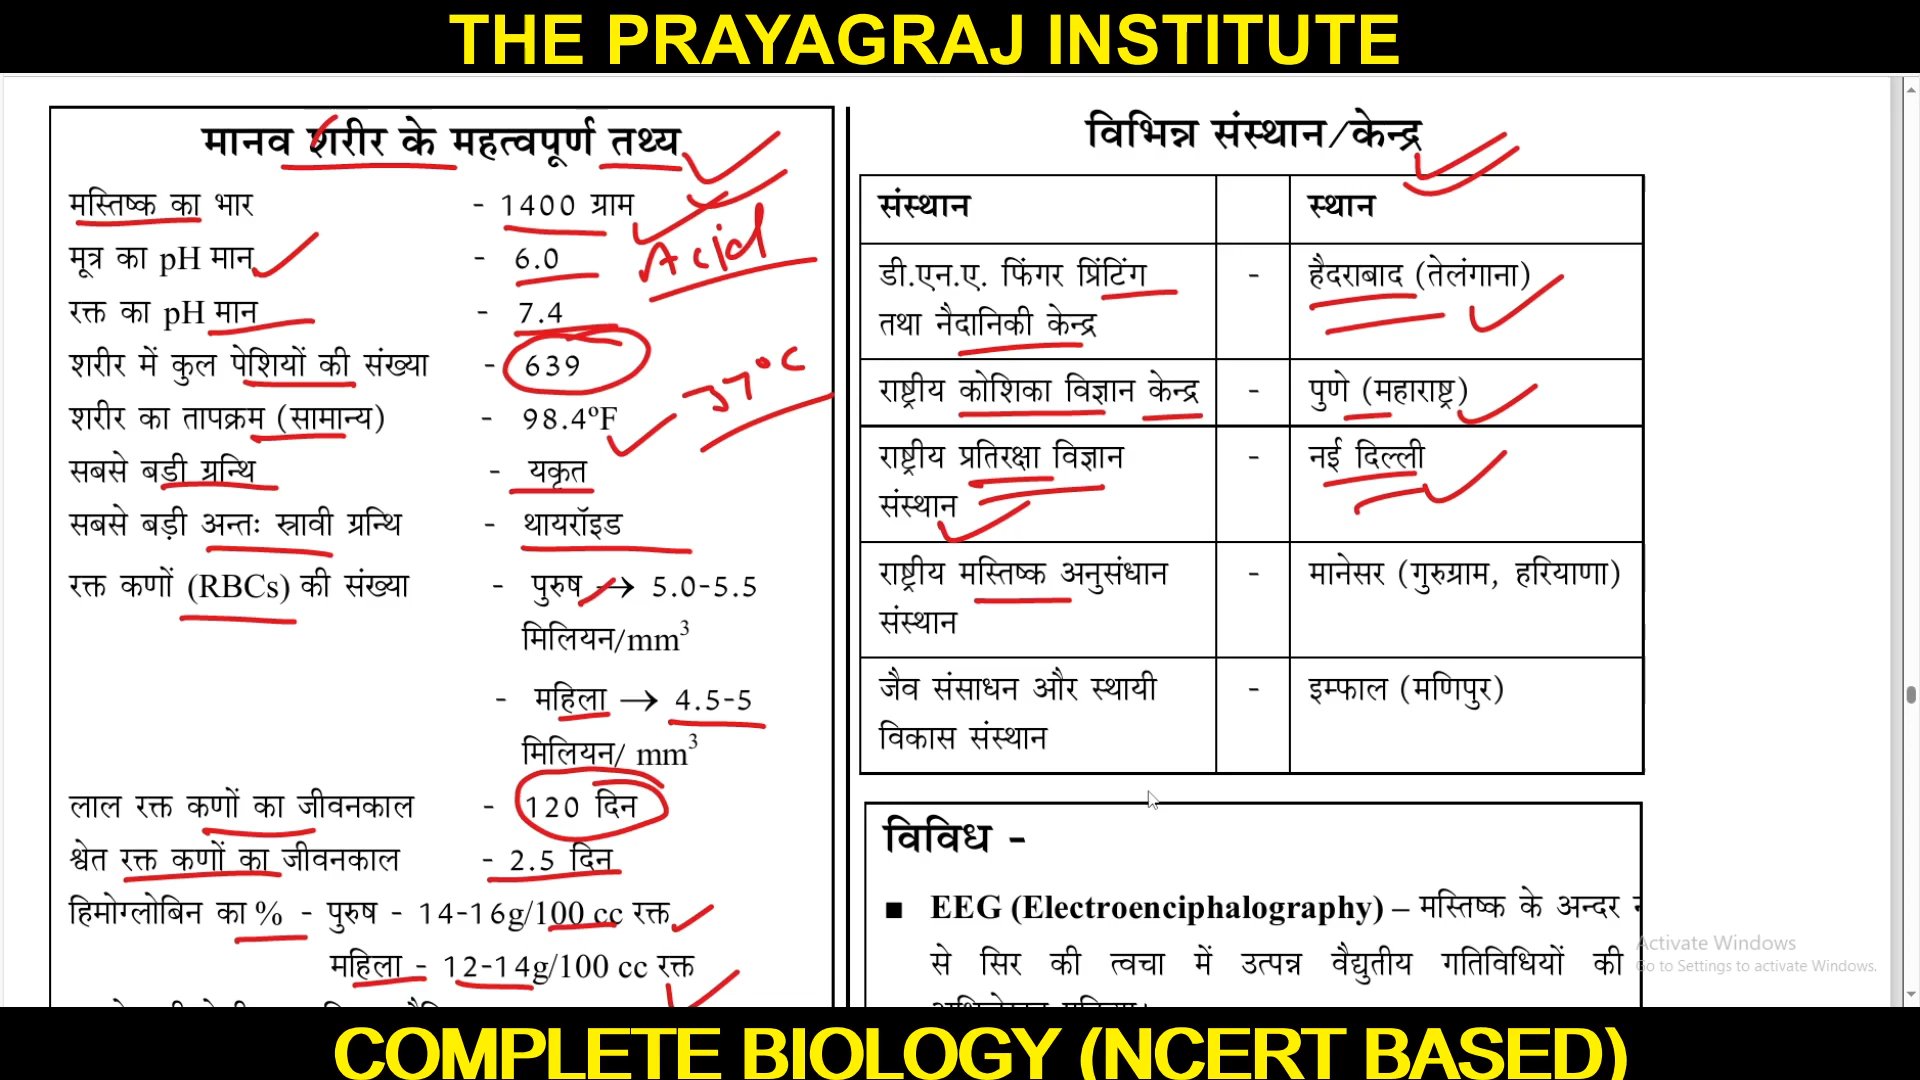 THE PRAYAGRAJ INSTITUTE
मानव शरीर के महत्वपूर्ण तथ्य
मस्तिष्क का भार - 1400 ग्राम
मूत्र का pH मान - 6.0 Acid
रक्त का pH मान - 7.4
शरीर में कुल पेशियों की संख्या - 639
शरीर का तापक्रम (सामान्य) - 98.4ºF 37°C
सबसे बडी ग्रन्थि - यकृत
सबसे बड़ी अन्तः स्रावी ग्रन्थि - थायरॉइड
रक्त कणों (RBCs) की संख्या - पुरुष → 5.0-5.5
मिलियन/mm³
- महिला → 4.5-5
मिलियन/ mm³
लाल रक्त कणों का जीवनकाल - 120 दिन
श्वेत रक्त कणों का जीवनकाल - 2.5 दिन
हिमोग्लोबिन का % - पुरुष - 14-16g/100 cc रक्त
महिला - 12-14g/100 cc रक्त
विभिन्न संस्थान/केन्द्र
संस्थान स्थान
डी.एन.ए. फिंगर प्रिंटिंग - हैदराबाद (तेलंगाना)
तथा नैदानिकी केन्द्र
राष्ट्रीय कोशिका विज्ञान केन्द्र - पुणे (महाराष्ट्र)
राष्ट्रीय प्रतिरक्षा विज्ञान - नई दिल्ली
संस्थान
राष्ट्रीय मस्तिष्क अनुसंधान - मानेसर (गुरुग्राम, हरियाणा)
संस्थान
जैव संसाधन और स्थायी - इम्फाल (मणिपुर)
विकास संस्थान
विविध -
■ EEG (Electroenciphalography) – मस्तिष्क के अन्दर
से सिर की त्वचा में उत्पन्न वैद्युतीय गतिविधियों की
Activate Windows
Go to Settings to activate Windows.
COMPLETE BIOLOGY (NCERT BASED)